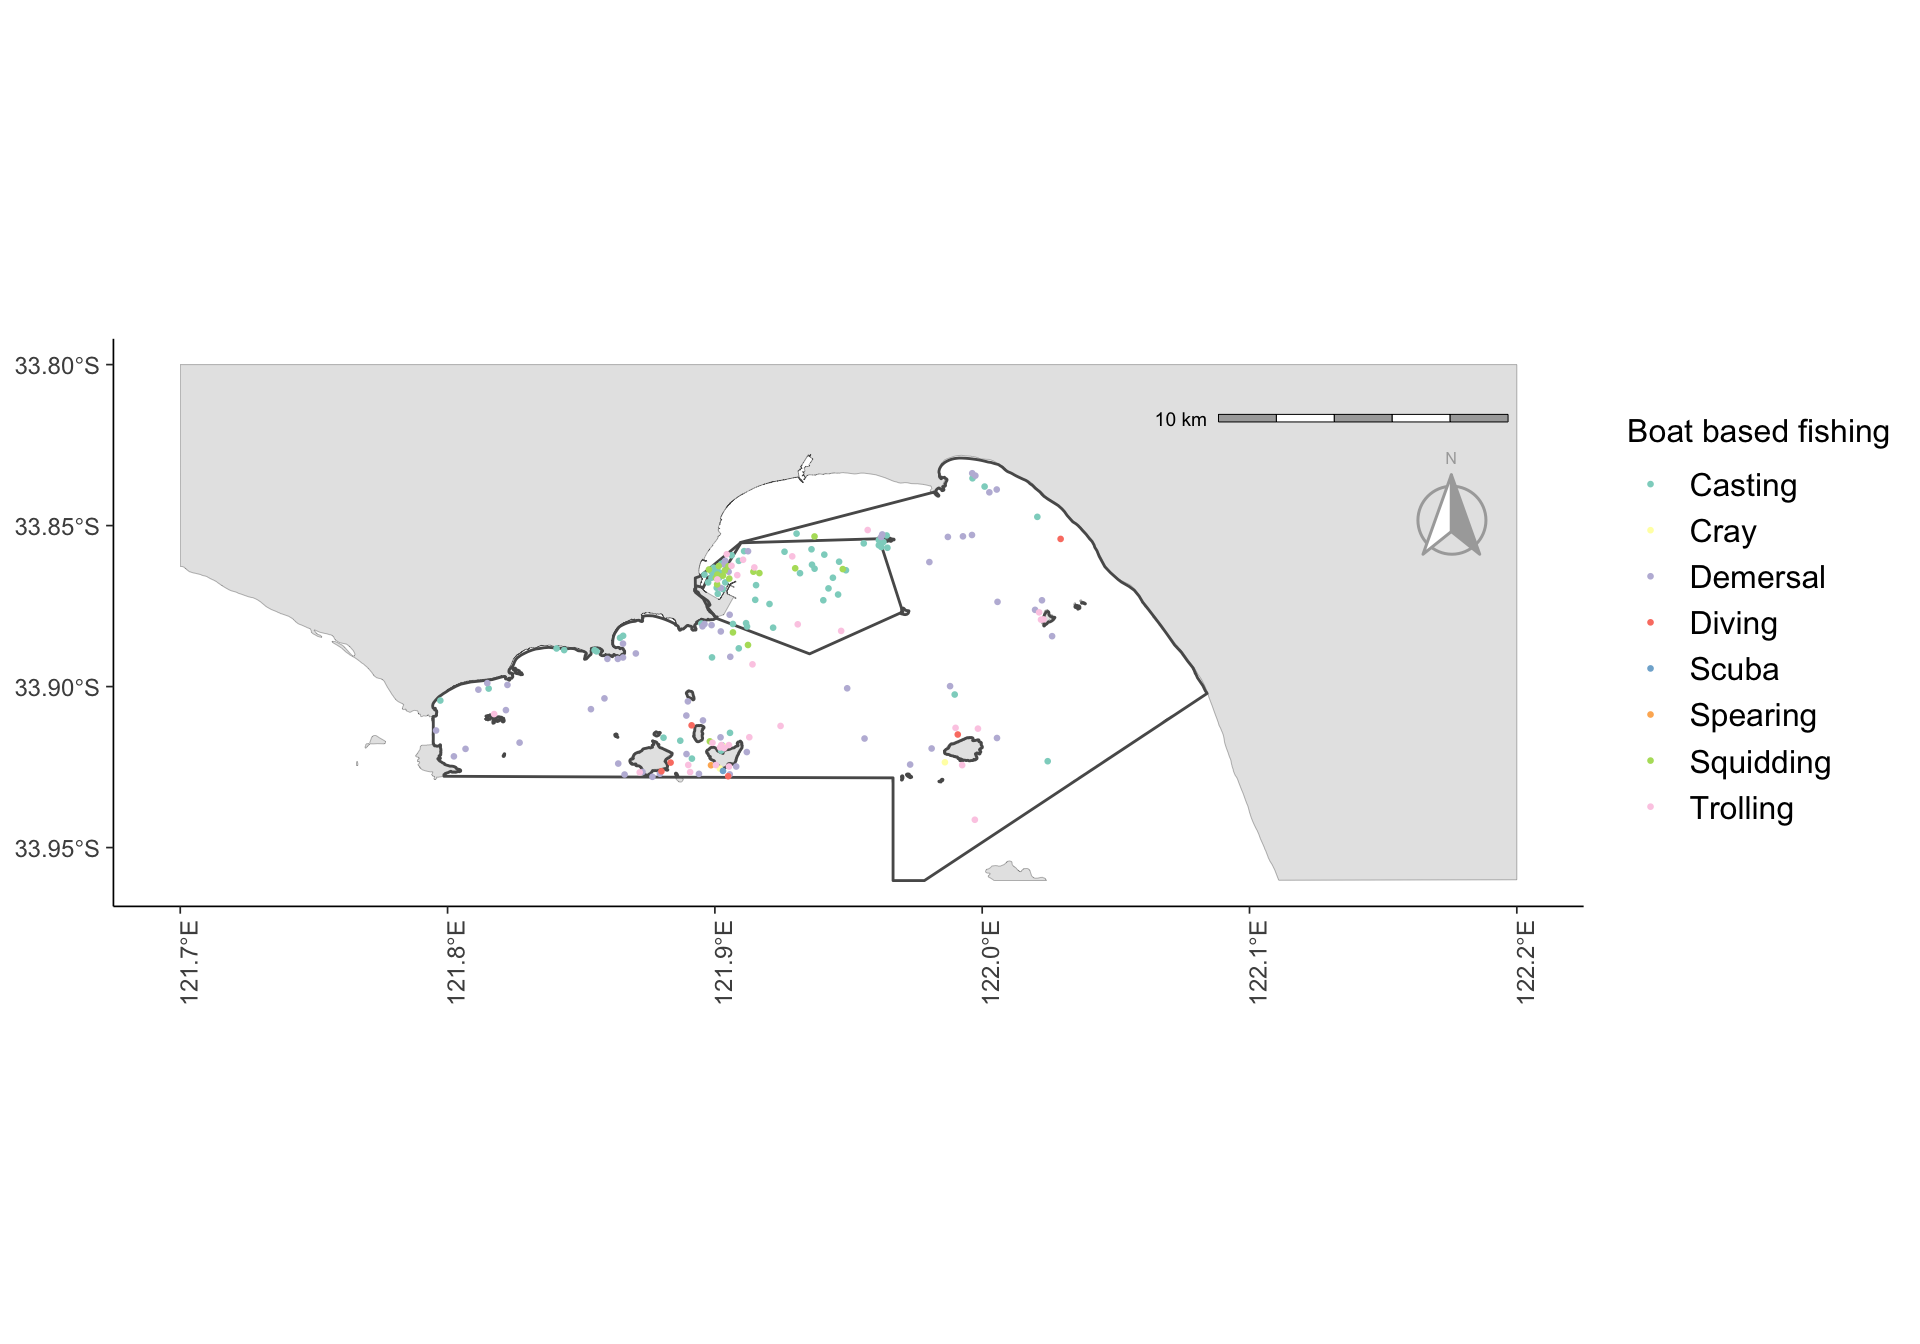 33.80°S
33.85°S
33.90°S
33.95°S
121.7°E
121.8°E
121.9°E
122.0°E
122.1°E
122.2°E
10 km
N
Boat based fishing
Casting
Cray
Demersal
Diving
Scuba
Spearing
Squidding
Trolling